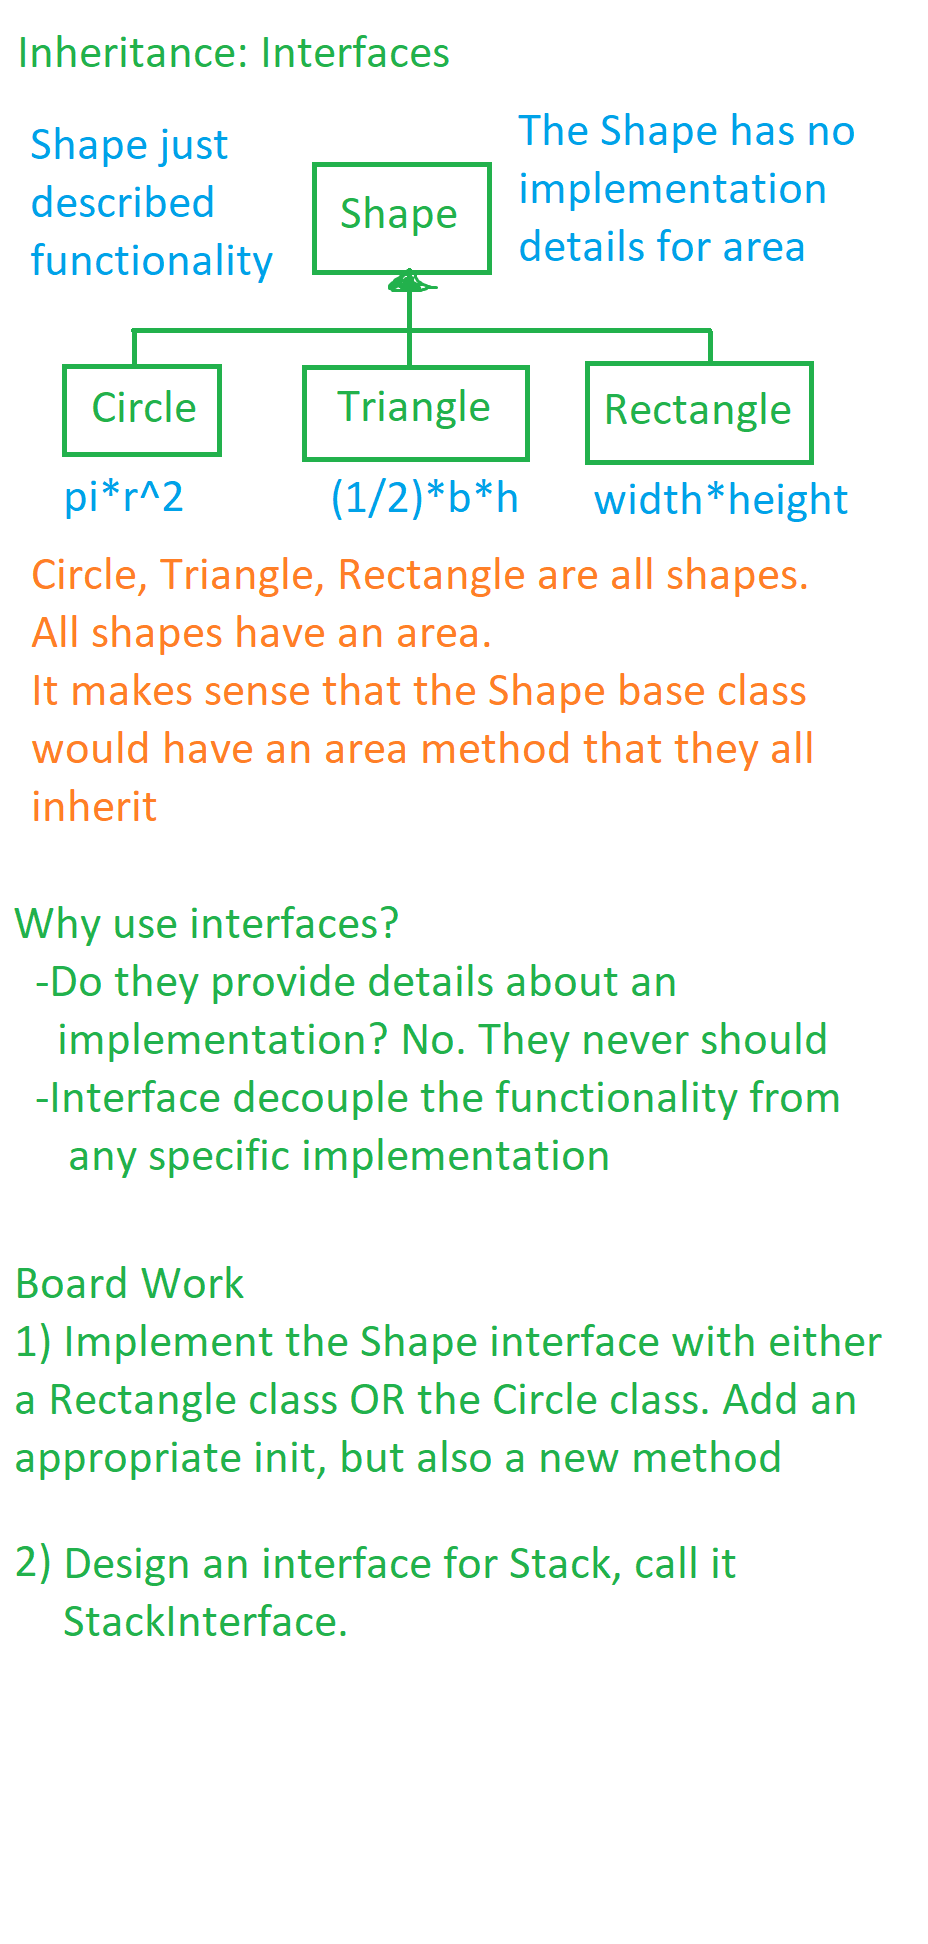 Inheritance: Interfaces
Shape just
described
functionality
Shape
The Shape has no
implementation
details for area
Circle
Triangle
Rectangle
pi*r^2
(1/2)*b*h
width*height
Circle, Triangle, Rectangle are all shapes.
All shapes have an area.
It makes sense that the Shape base class
would have an area method that they all
inherit
Why use interfaces?
-Do they provide details about an
implementation? No. They never should
-Interface decouple the functionality from
any specific implementation
Board Work
1) Implement the Shape interface with either
a Rectangle class OR the Circle class. Add an
appropriate init, but also a new method
2) Design an interface for Stack, call it
StackInterface.